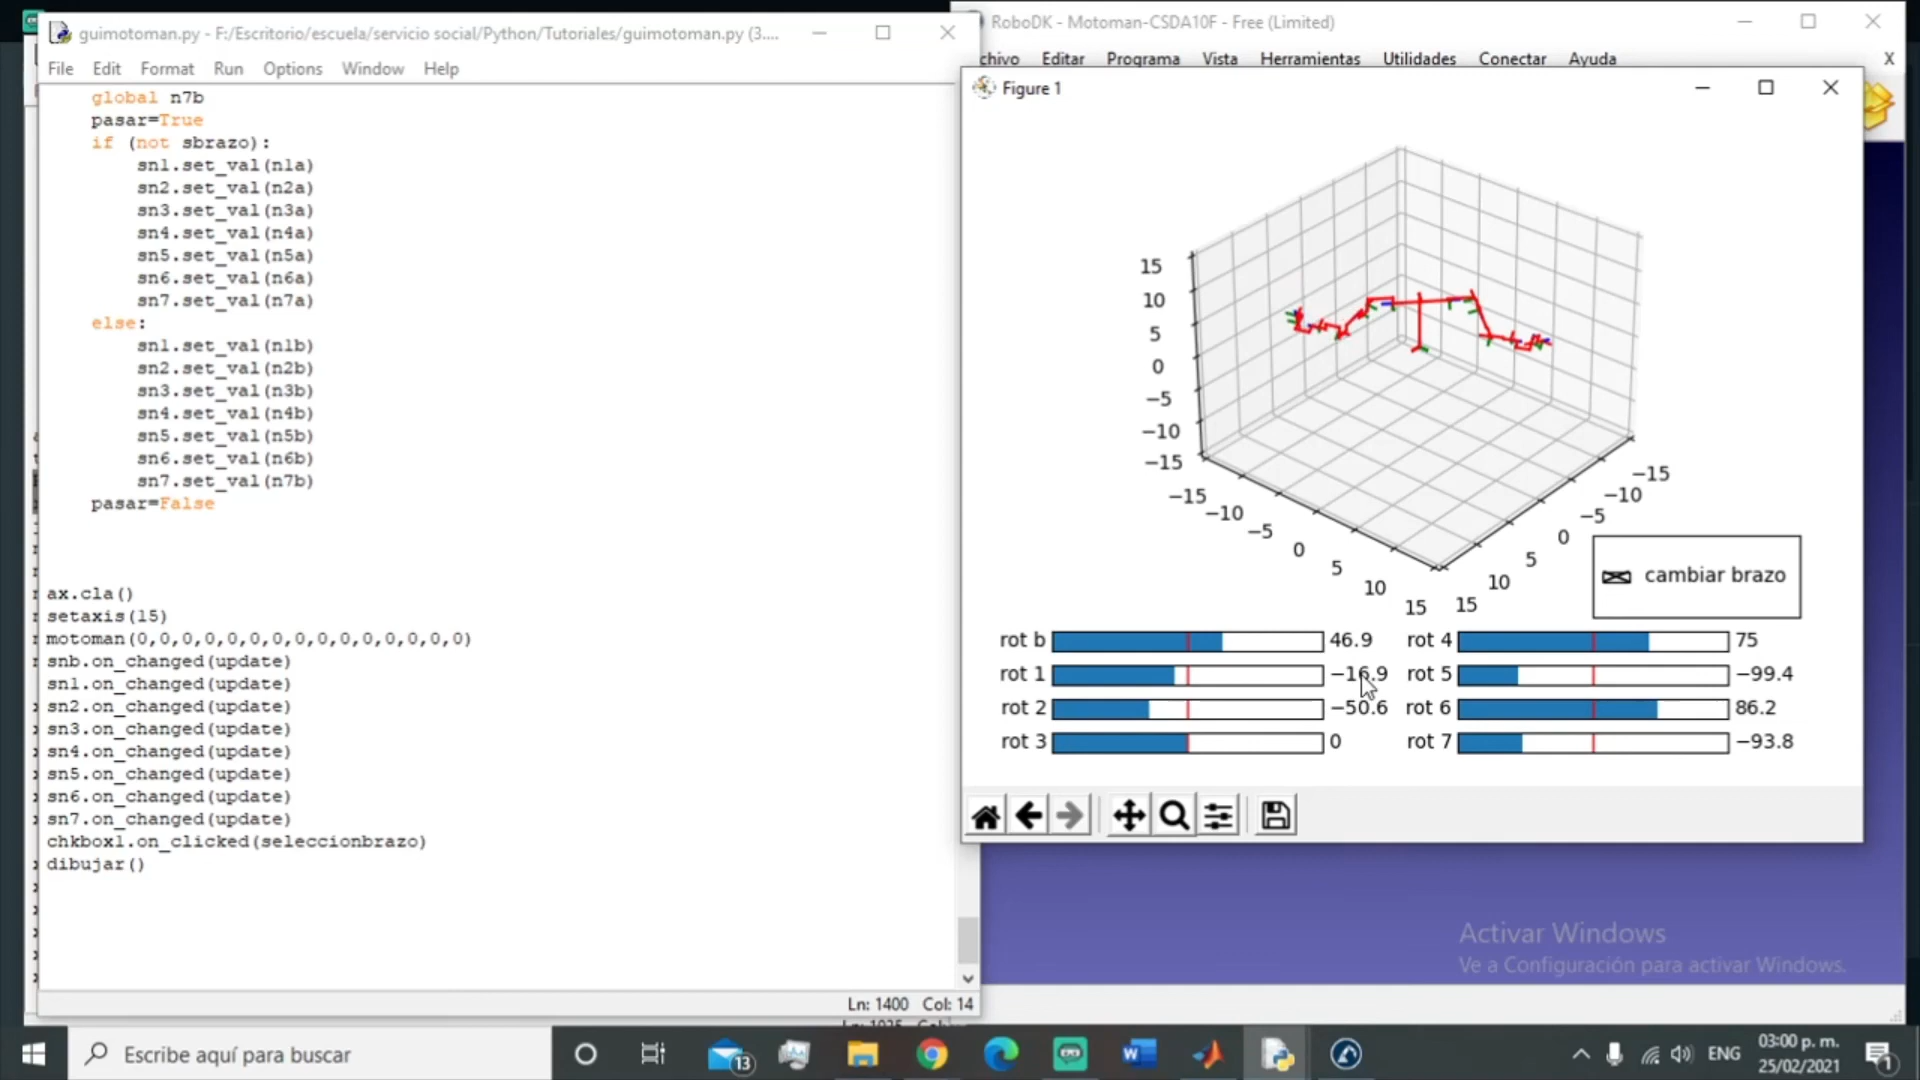 guimotoman.py - F:/Escritorio/escuela/servicio social/Python/Tutoriales/guimotoman.py (3....
File Edit Format Run Options Window Help
global n7b
pasar=True
if (not sbrazo):
sn1.set_val(n1a)
sn2.set_val(n2a)
sn3.set_val(n3a)
sn4.set_val(n4a)
sn5.set_val(n5a)
sn6.set_val(n6a)
sn7.set_val(n7a)
else:
sn1.set_val(n1b)
sn2.set_val(n2b)
sn3.set_val(n3b)
sn4.set_val(n4b)
sn5.set_val(n5b)
sn6.set_val(n6b)
sn7.set_val(n7b)
pasar=False
ax.cla()
setaxis(15)
motoman(0,0,0,0,0,0,0,0,0,0,0,0,0,0,0)
snb.on_changed(update)
sn1.on_changed(update)
sn2.on_changed(update)
sn3.on_changed(update)
sn4.on_changed(update)
sn5.on_changed(update)
sn6.on_changed(update)
sn7.on_changed(update)
chkbox1.on_clicked(seleccionbrazo)
dibujar()
Ln: 1400 Col: 14
RoboDK - Motoman-CSDA10F - Free (Limited)
chivo Editar Programa Vista Herramientas Utilidades Conectar Ayuda X
Figure 1
15
10
5
0
−5
−10
−15
−15
−10
−5
0
5
10
15
−15
−10
−5
0
5
10
15
cambiar brazo
rot b 46.9 rot 4 75
rot 1 −16.9 rot 5 −99.4
rot 2 −50.6 rot 6 86.2
rot 3 0 rot 7 −93.8
Activar Windows
Ve a Configuración para activar Windows.
Escribe aquí para buscar
13
ENG
03:00 p. m.
25/02/2021
1